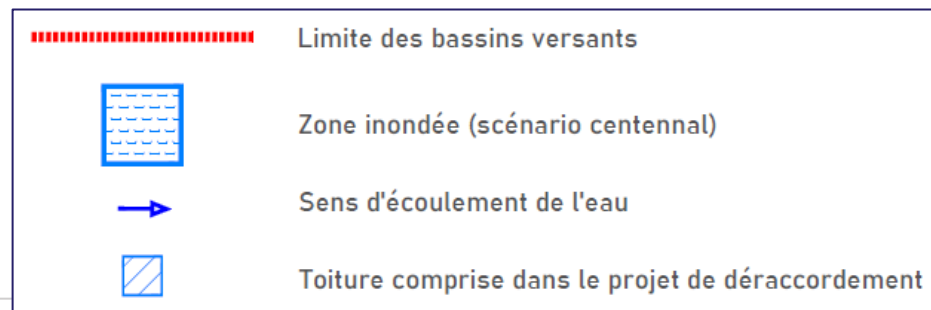 Limite des bassins versants
Zone inondée (scénario centennal)
Sens d'écoulement de l'eau
Toiture comprise dans le projet de déraccordement